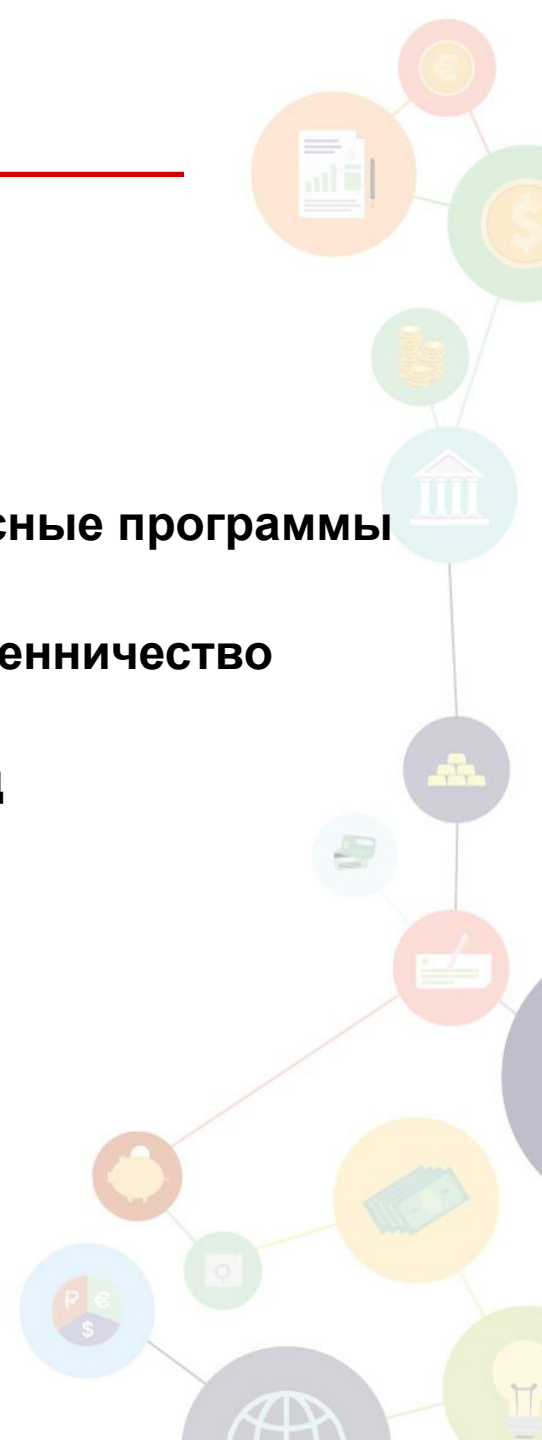 сные программы
енничество
д